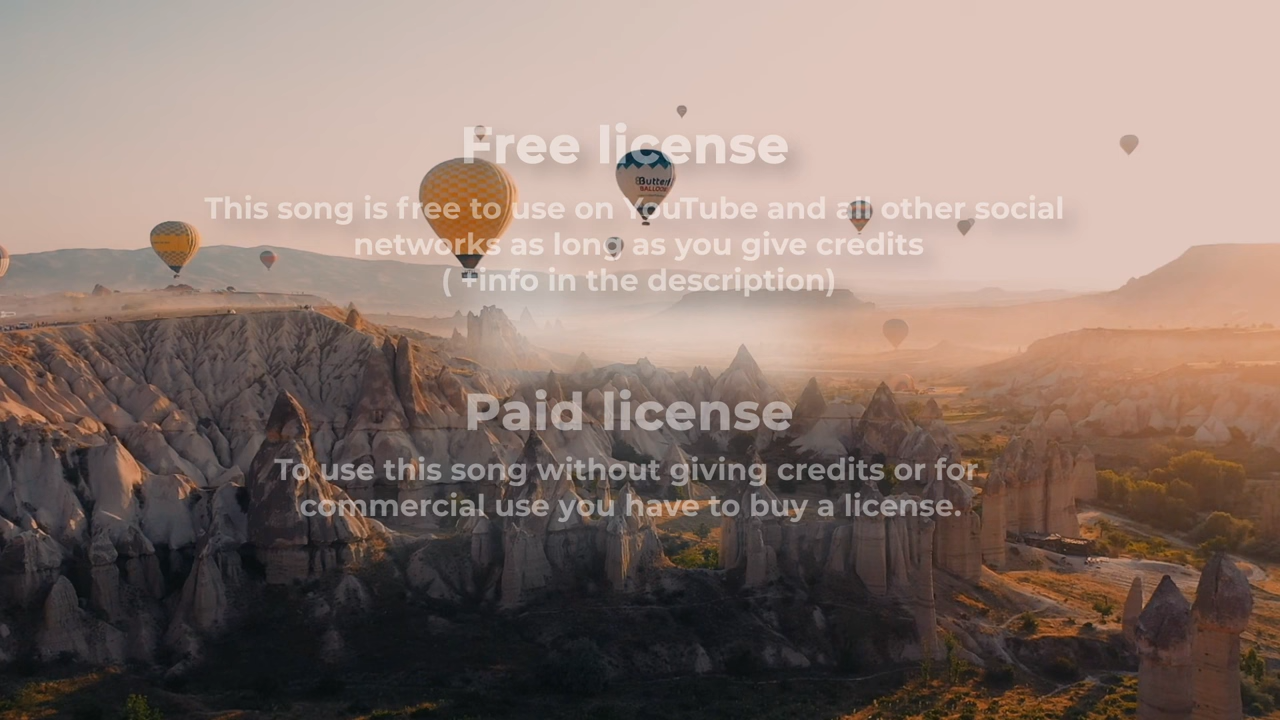 Free license
This song is free to use on YouTube and all other social
networks as long as you give credits
(+info in the description)
Paid license
To use this song without giving credits or for
commercial use you have to buy a license.